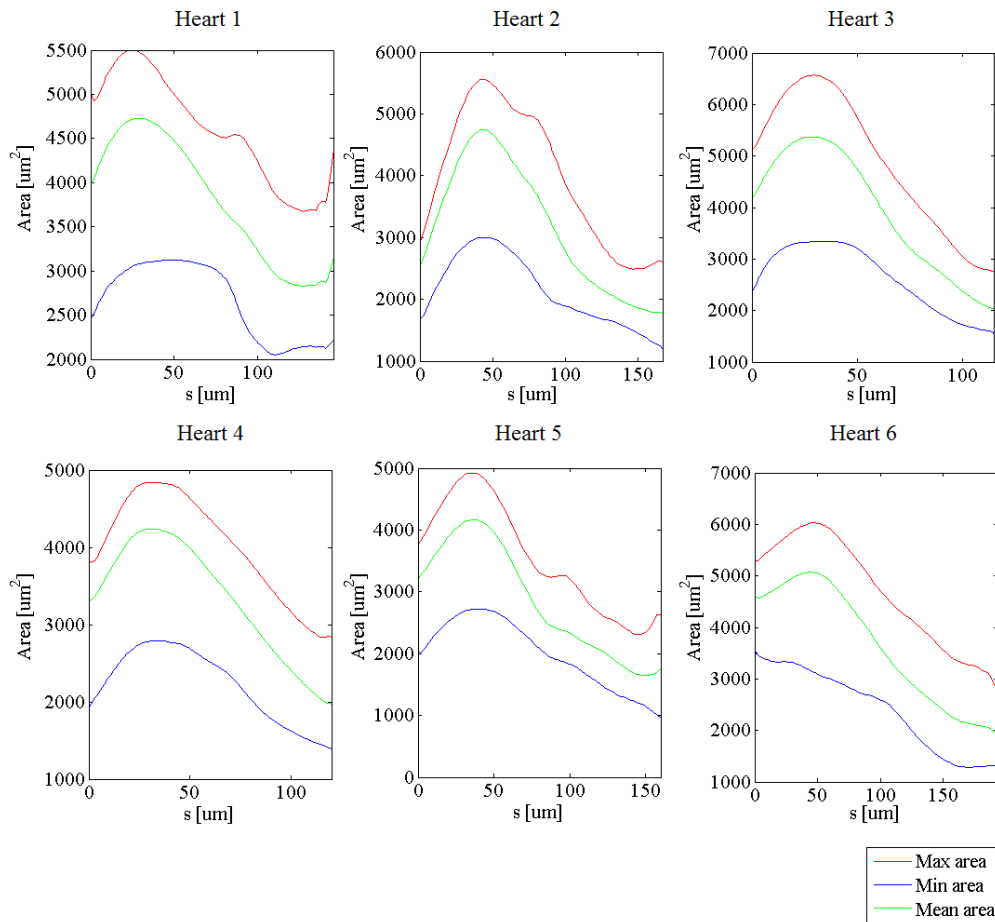 Heart 1
Heart 2
Heart 3
5500
5000
4500
4000
3500
3000
2500
2000
Area [um²]
0
50
100
s [um]
6000
5000
4000
3000
2000
1000
Area [um²]
0
50
100
150
s [um]
7000
6000
5000
4000
3000
2000
1000
Area [um²]
0
50
100
s [um]
Heart 4
Heart 5
Heart 6
5000
4000
3000
2000
1000
Area [um²]
0
50
100
s [um]
5000
4000
3000
2000
1000
0
Area [um²]
0
50
100
150
s [um]
7000
6000
5000
4000
3000
2000
1000
Area [um²]
0
50
100
150
s [um]
Max area
Min area
Mean area